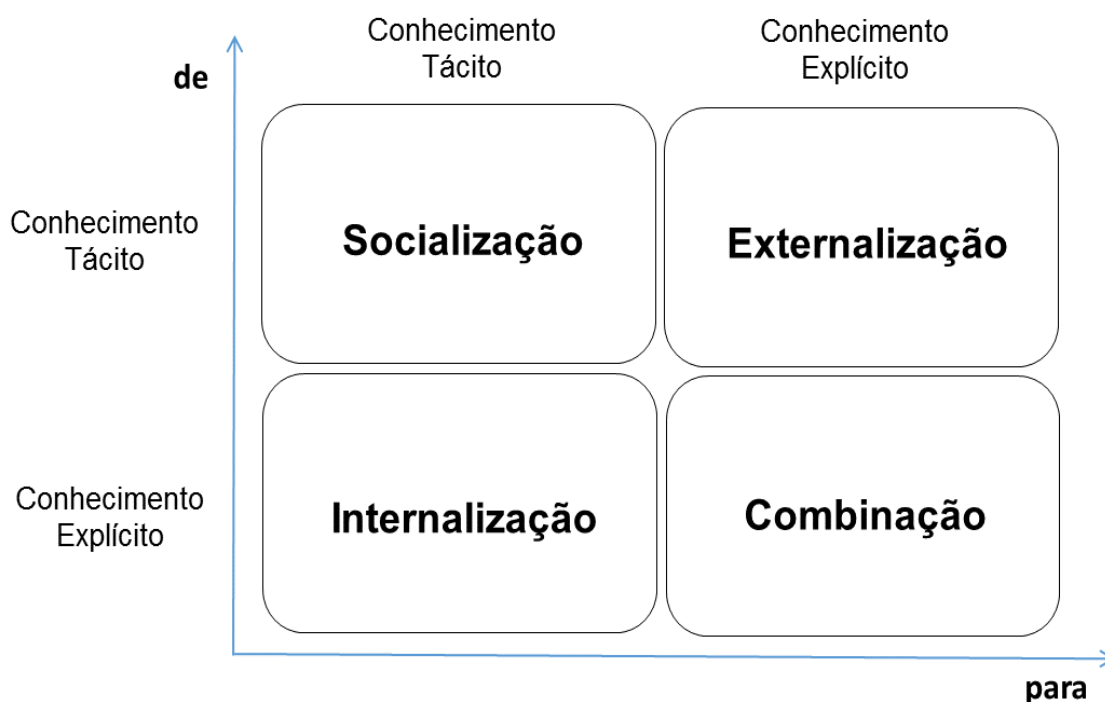 Conhecimento
Tácito
Conhecimento
Explícito
de
Conhecimento
Tácito
Socialização
Externalização
Conhecimento
Explícito
Internalização
Combinação
para